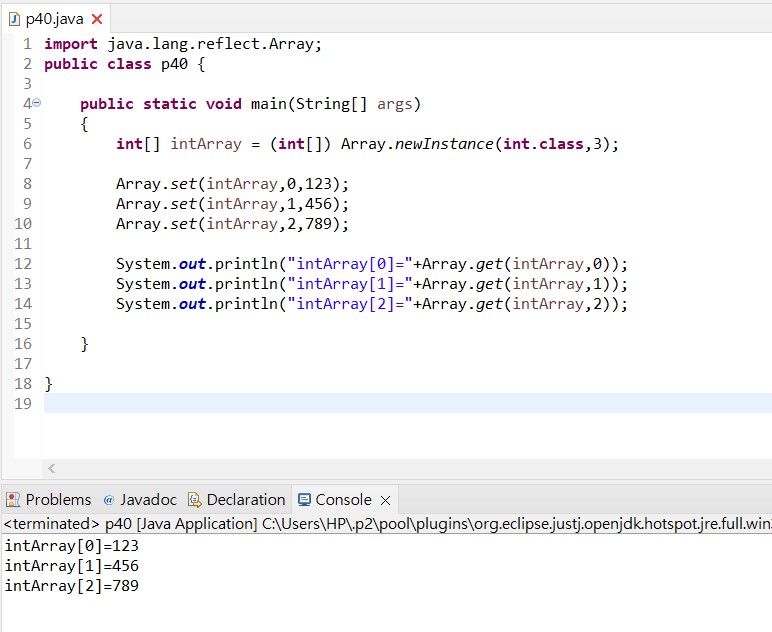 p40.java
1 import java.lang.reflect.Array;
2 public class p40 {
3
4 public static void main(String[] args)
5 {
6 int[] intArray = (int[]) Array.newInstance(int.class,3);
7
8 Array.set(intArray,0,123);
9 Array.set(intArray,1,456);
10 Array.set(intArray,2,789);
11
12 System.out.println("intArray[0]="+Array.get(intArray,0));
13 System.out.println("intArray[1]="+Array.get(intArray,1));
14 System.out.println("intArray[2]="+Array.get(intArray,2));
15
16 }
17
18 }
19
Problems @ Javadoc Declaration Console
<terminated> p40 [Java Application] C:\Users\HP\.p2\pool\plugins\org.eclipse.justj.openjdk.hotspot.jre.full.win3
intArray[0]=123
intArray[1]=456
intArray[2]=789